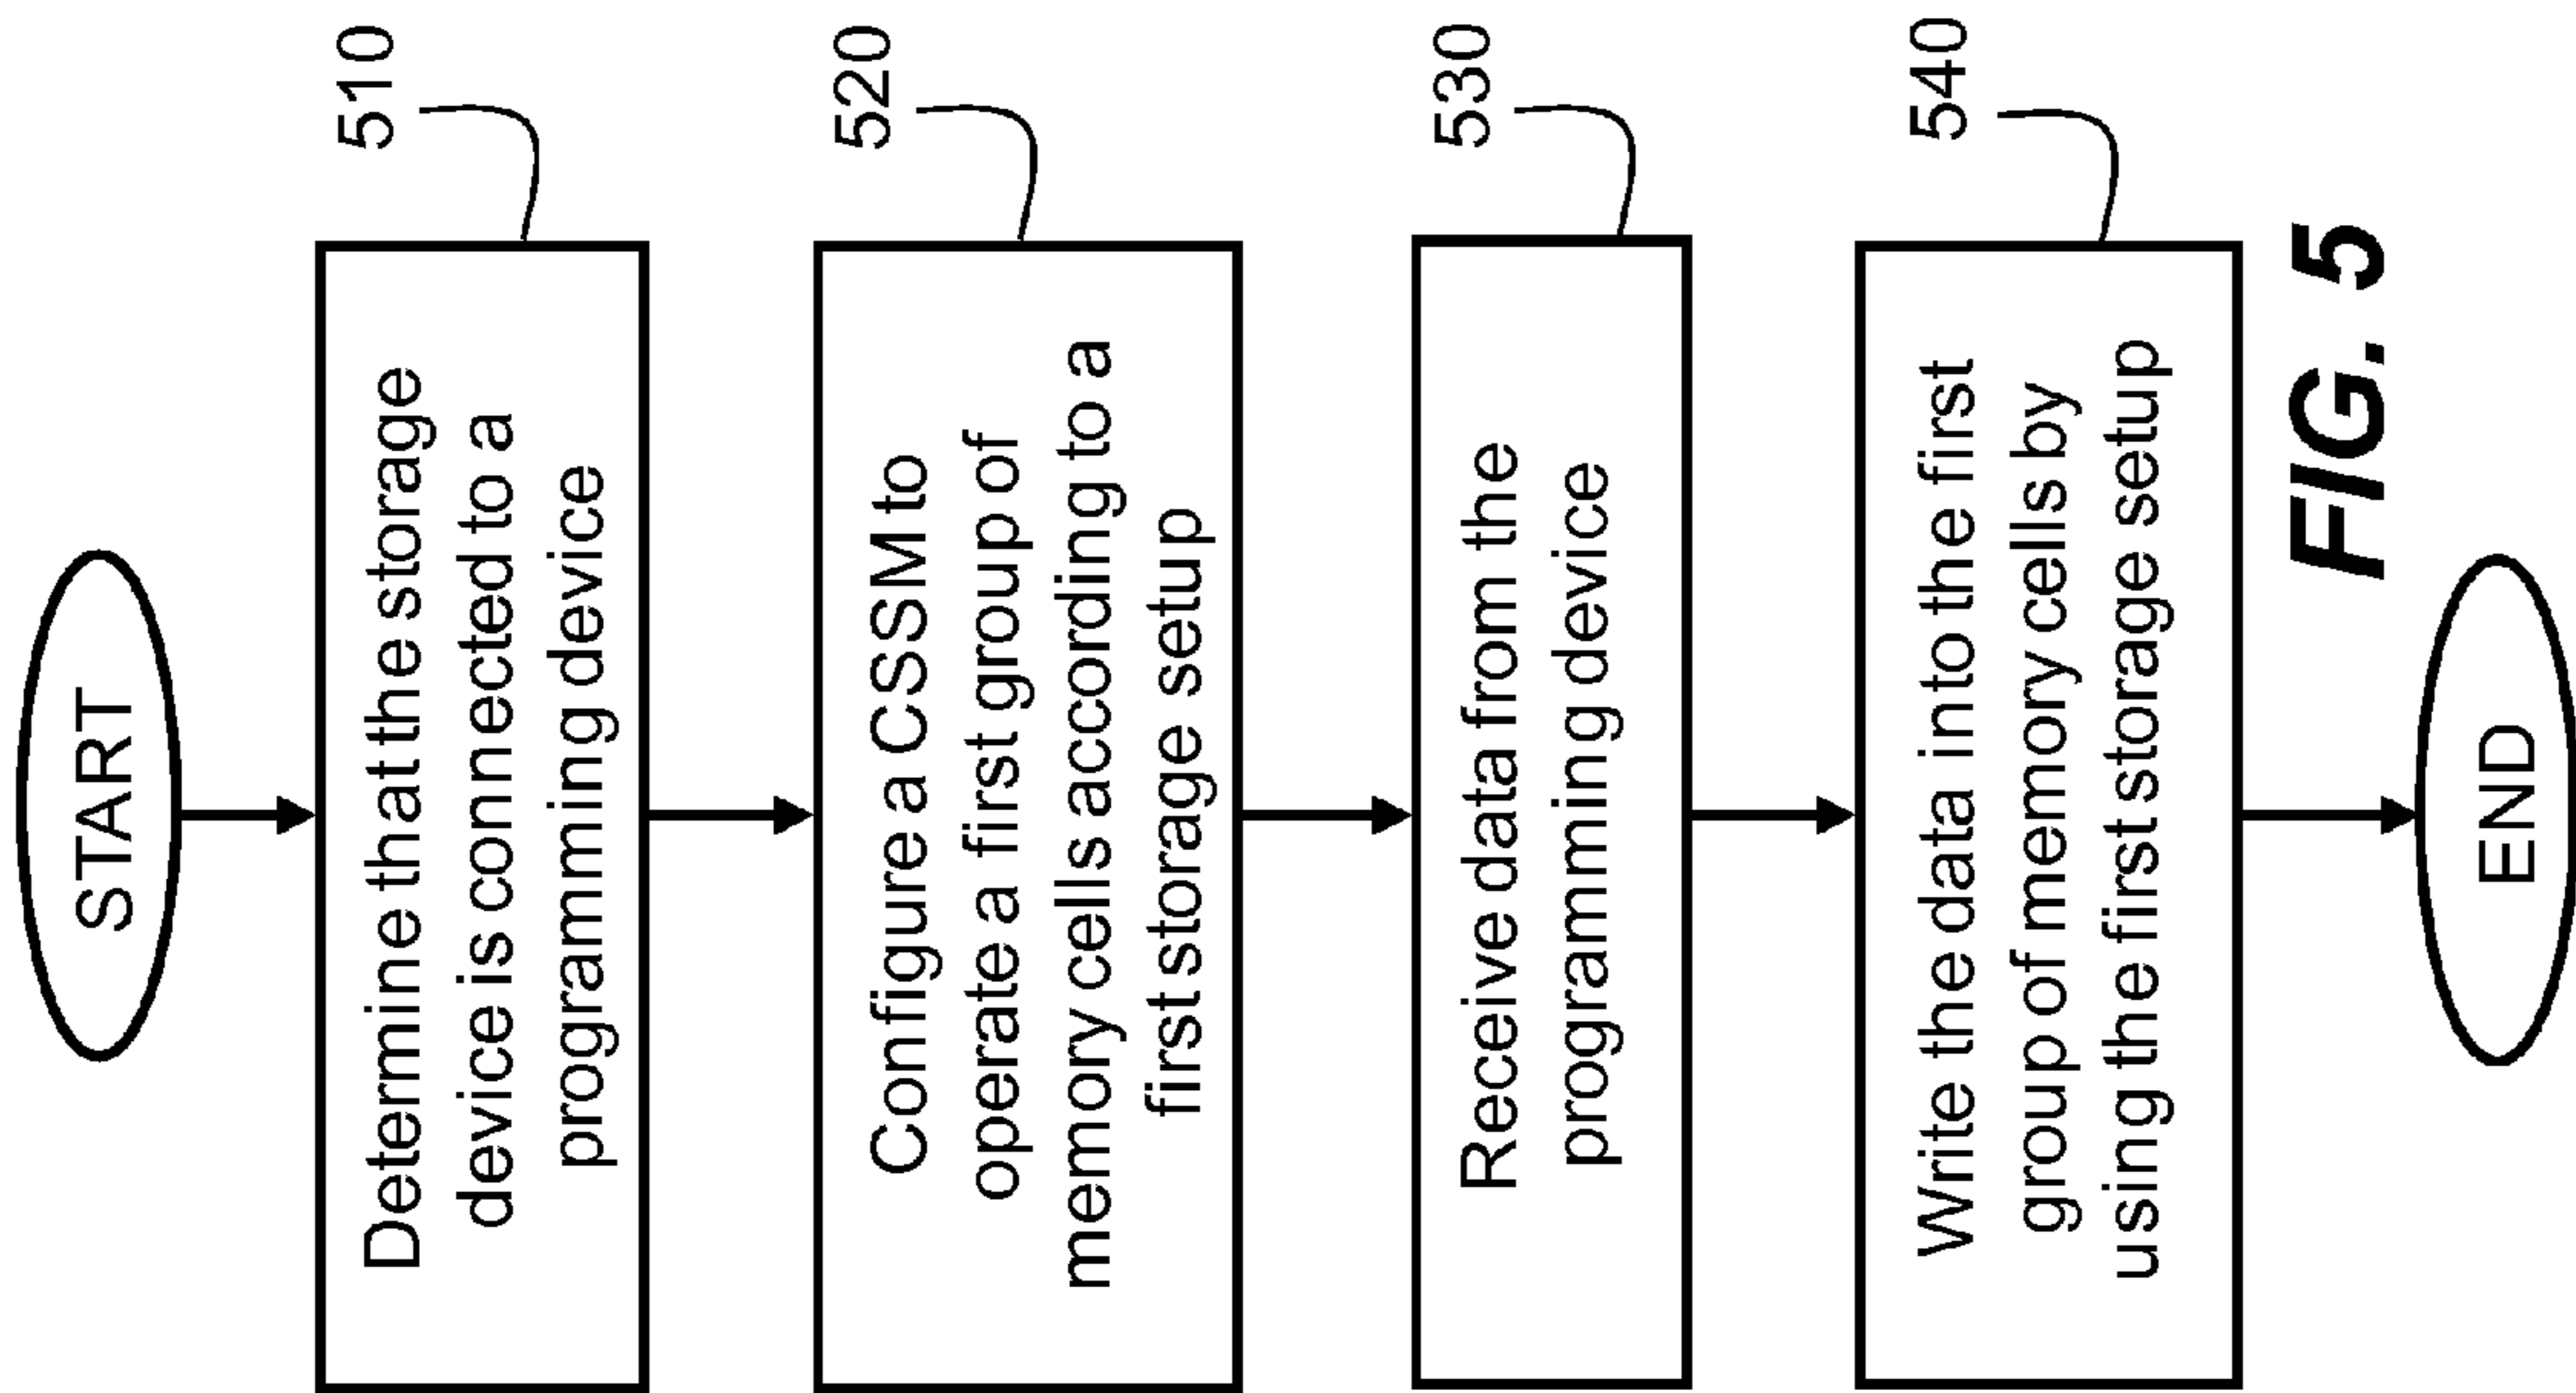 START
510
Determine that the storage
device is connected to a
programming device
520
Configure a CSSM to
operate a first group of
memory cells according to a
first storage setup
530
Receive data from the
programming device
540
Write the data into the first
group of memory cells by
using the first storage setup
FIG. 5
END